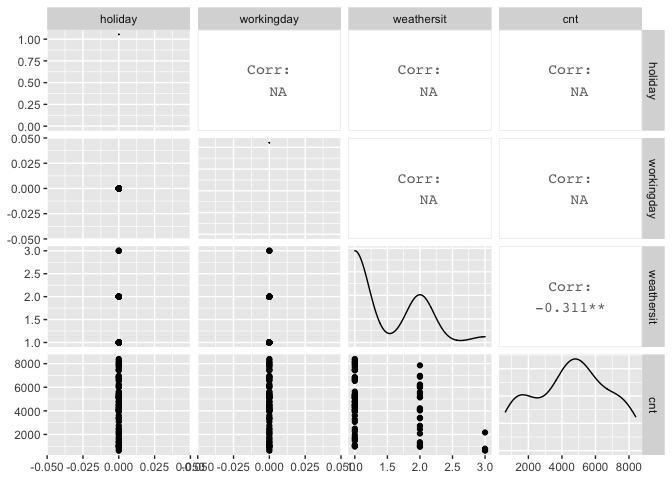 holiday workingday weathersit cnt
1.00
0.75
0.50
0.25
0.00
Corr:
NA
Corr:
NA
Corr:
NA
holiday
0.050
0.025
0.000
-0.025
-0.050
Corr:
NA
Corr:
NA
workingday
3.0
2.5
2.0
1.5
1.0
Corr:
-0.311**
weathersit
8000
6000
4000
2000
cnt
-0.050 -0.025 0.000 0.025 0.050 -0.025 0.000 0.025 1.5 2.0 2.5 3.0 2000 4000 6000 8000